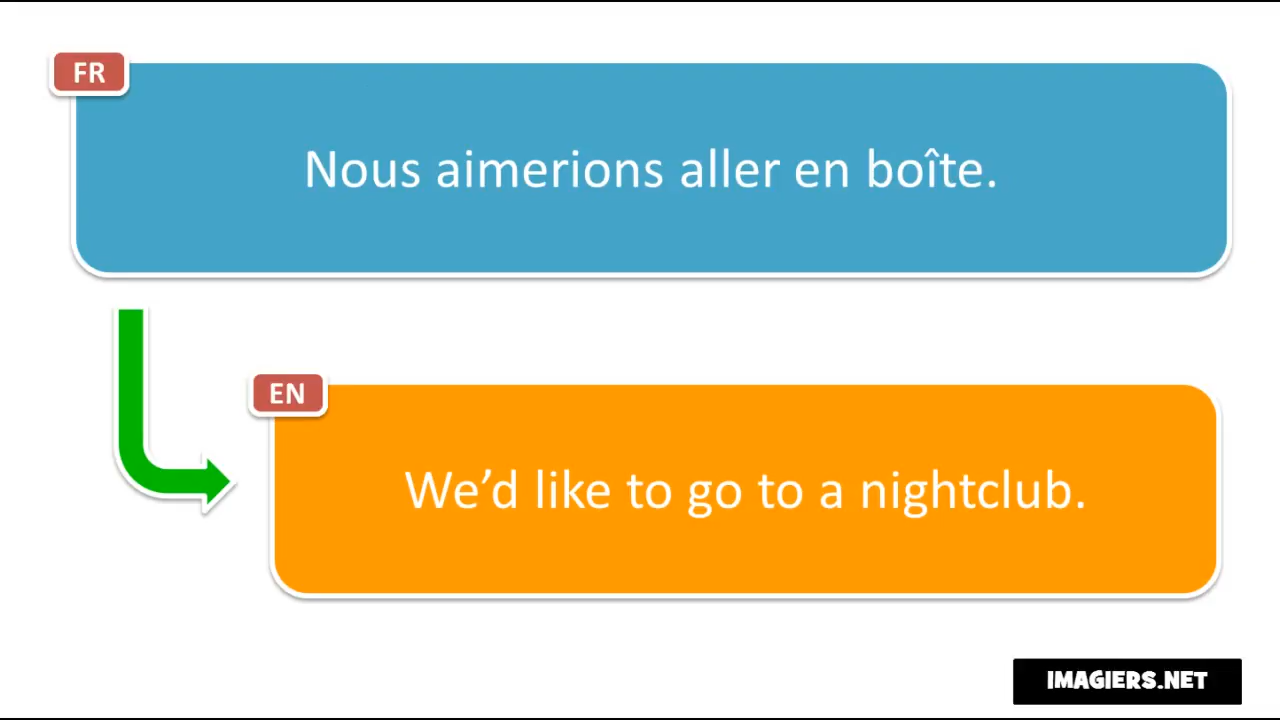 FR
Nous aimerions aller en boîte.
EN
We’d like to go to a nightclub.
IMAGIERS.NET